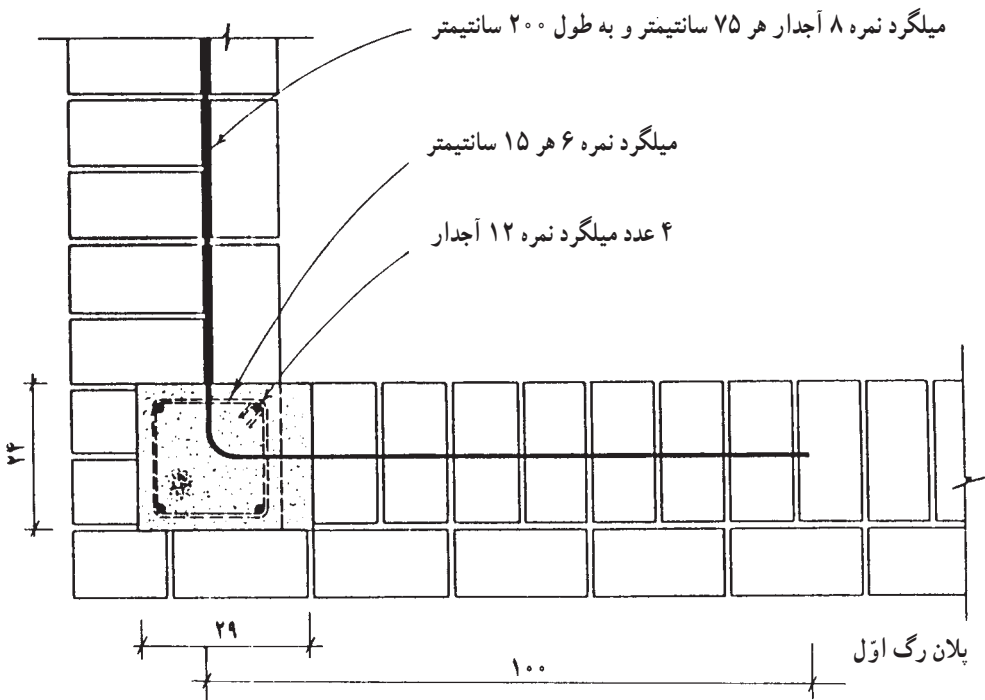 میلگرد نمره ۸ آجدار هر ۷۵ سانتیمتر و به طول ۲۰۰ سانتیمتر
میلگرد نمره ۶ هر ۱۵ سانتیمتر
۴ عدد میلگرد نمره ۱۲ آجدار
۲۴
۲۹
پلان رگ اوّل
۱۰۰